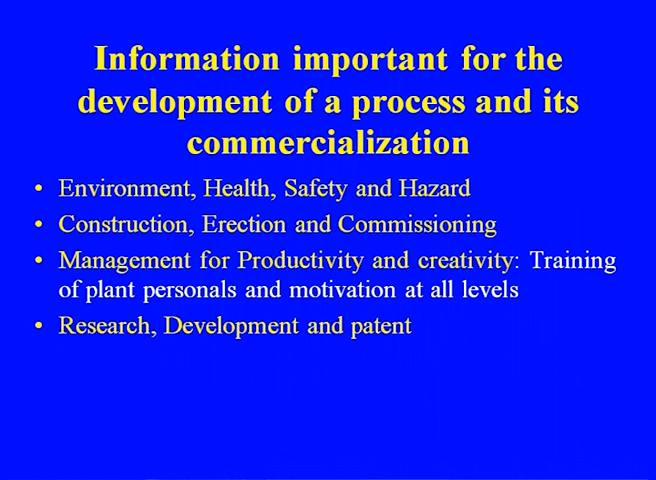 Information important for the
development of a process and its
commercialization
• Environment, Health, Safety and Hazard
• Construction, Erection and Commissioning
• Management for Productivity and creativity: Training
of plant personals and motivation at all levels
• Research, Development and patent